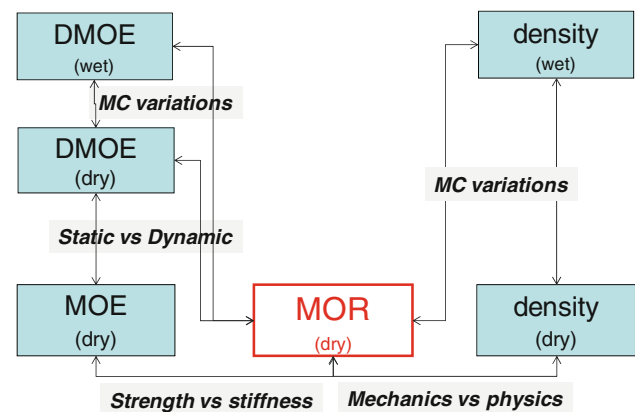 DMOE
(wet)
density
(wet)
MC variations
DMOE
(dry)
MC variations
Static vs Dynamic
MOE
(dry)
MOR
(dry)
density
(dry)
Strength vs stiffness
Mechanics vs physics